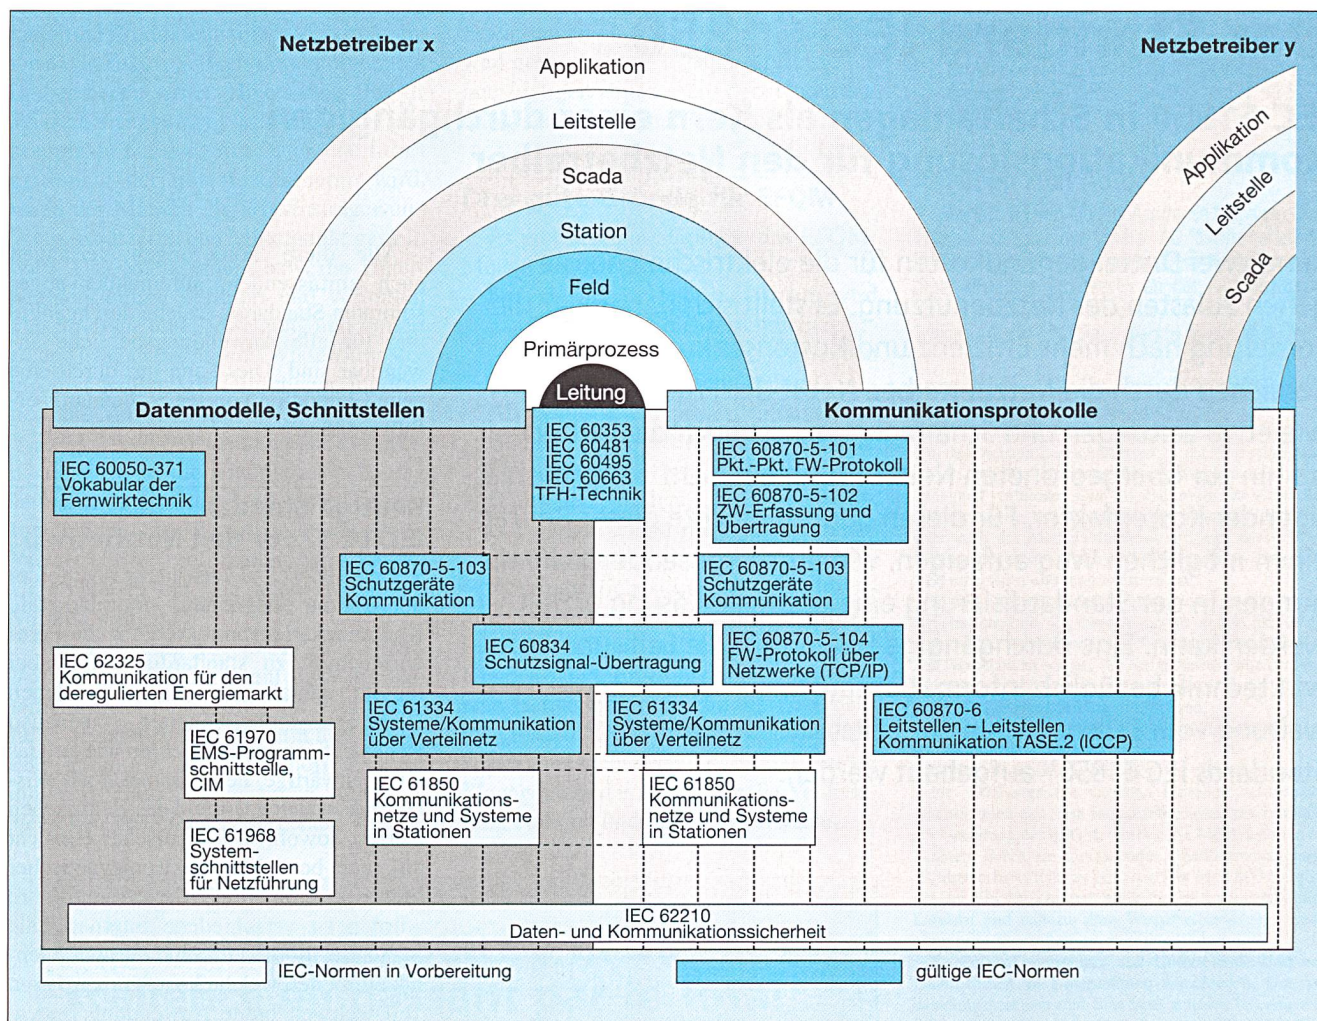 Netzbetreiber x
Netzbetreiber y
Applikation
Leitstelle
Scada
Station
Feld
Primärprozess
Leitung
Applikation
Leitstelle
Scada
Datenmodelle, Schnittstellen
Kommunikationsprotokolle
IEC 60050-371
Vokabular der
Fernwirktechnik
IEC 60353
IEC 60481
IEC 60495
IEC 60663
TFH-Technik
IEC 60870-5-101
Pkt.-Pkt. FW-Protokoll
IEC 60870-5-102
ZW-Erfassung und
Übertragung
IEC 60870-5-103
Schutzgeräte
Kommunikation
IEC 60870-5-103
Schutzgeräte
Kommunikation
IEC 60834
Schutzsignal-Übertragung
IEC 60870-5-104
FW-Protokoll über
Netzwerke (TCP/IP)
IEC 62325
Kommunikation für den
deregulierten Energiemarkt
IEC 61334
Systeme/Kommunikation
über Verteilnetz
IEC 61334
Systeme/Kommunikation
über Verteilnetz
IEC 60870-6
Leitstellen – Leitstellen
Kommunikation TASE.2 (ICCP)
IEC 61970
EMS-Programm-
schnittstelle,
CIM
IEC 61850
Kommunikations-
netze und Systeme
in Stationen
IEC 61850
Kommunikations-
netze und Systeme
in Stationen
IEC 61968
System-
schnittstellen
für Netzführung
IEC 62210
Daten- und Kommunikationssicherheit
IEC-Normen in Vorbereitung
gültige IEC-Normen